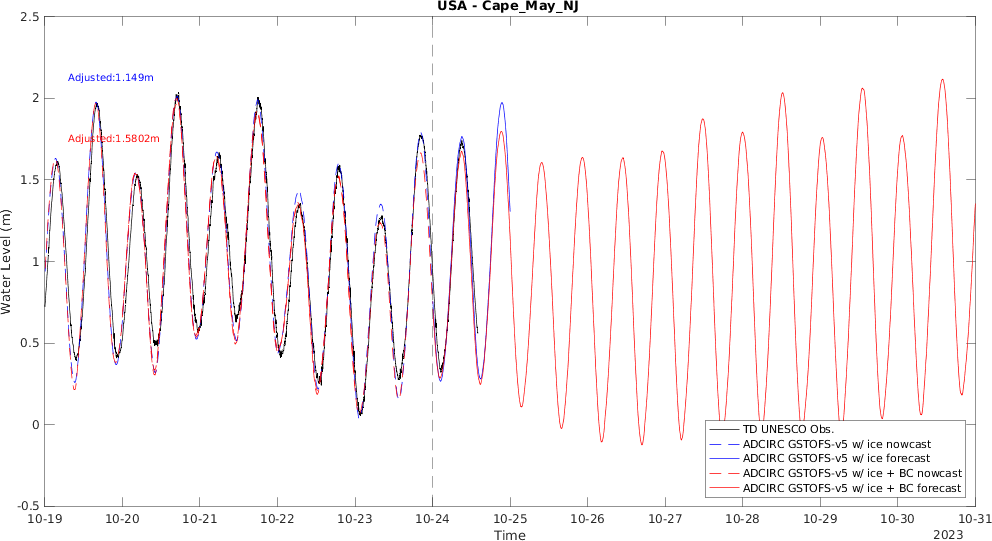 USA - Cape_May_NJ
2.5
2
1.5
1
0.5
0
-0.5
Water Level (m)
Adjusted:1.149m
Adjusted:1.5802m
TD UNESCO Obs.
ADCIRC GSTOFS-v5 w/ ice nowcast
ADCIRC GSTOFS-v5 w/ ice forecast
ADCIRC GSTOFS-v5 w/ ice + BC nowcast
ADCIRC GSTOFS-v5 w/ ice + BC forecast
10-19 10-20 10-21 10-22 10-23 10-24 10-25 10-26 10-27 10-28 10-29 10-30 10-31
Time
2023